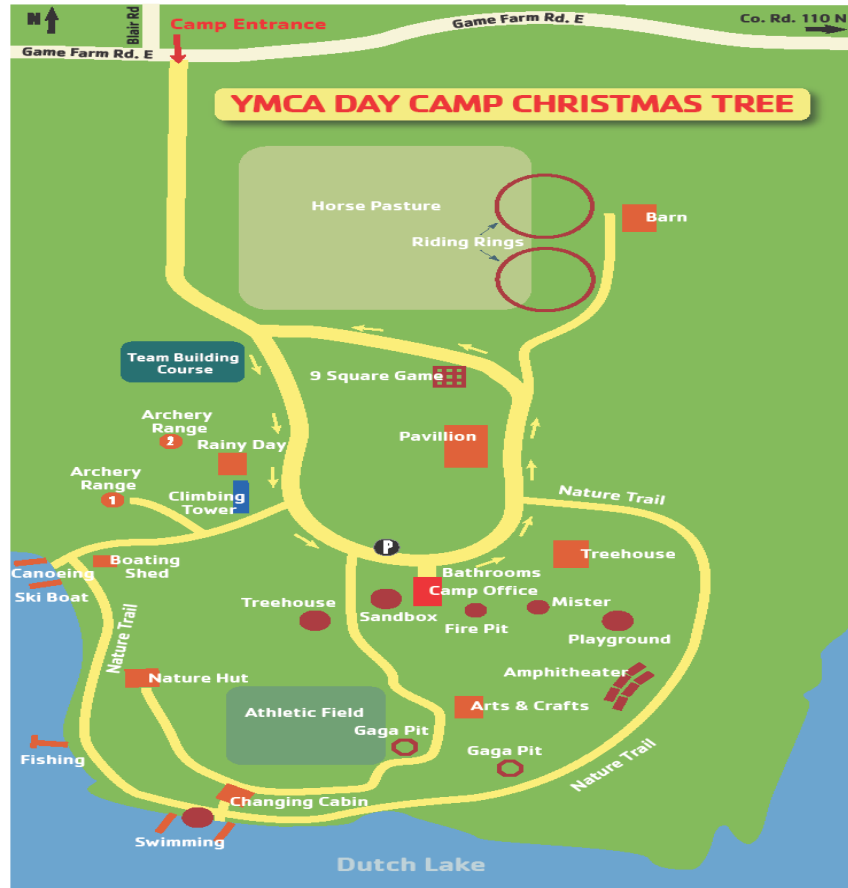 N
Blair Rd
Camp Entrance
Game Farm Rd. E
Game Farm Rd. E
Co. Rd. 110 N
YMCA DAY CAMP CHRISTMAS TREE
Horse Pasture
Riding Rings
Barn
Team Building
Course
9 Square Game
Archery
Range
2
Rainy Day
Pavillion
Archery
Range
1
Climbing
Tower
Nature Trail
P
Canoeing
Ski Boat
Boating
Shed
Bathrooms
Camp Office
Treehouse
Treehouse
Sandbox
Fire Pit
Mister
Playground
Nature Trail
Nature Hut
Amphitheater
Athletic Field
Arts & Crafts
Gaga Pit
Gaga Pit
Nature Trail
Fishing
Changing Cabin
Swimming
Dutch Lake